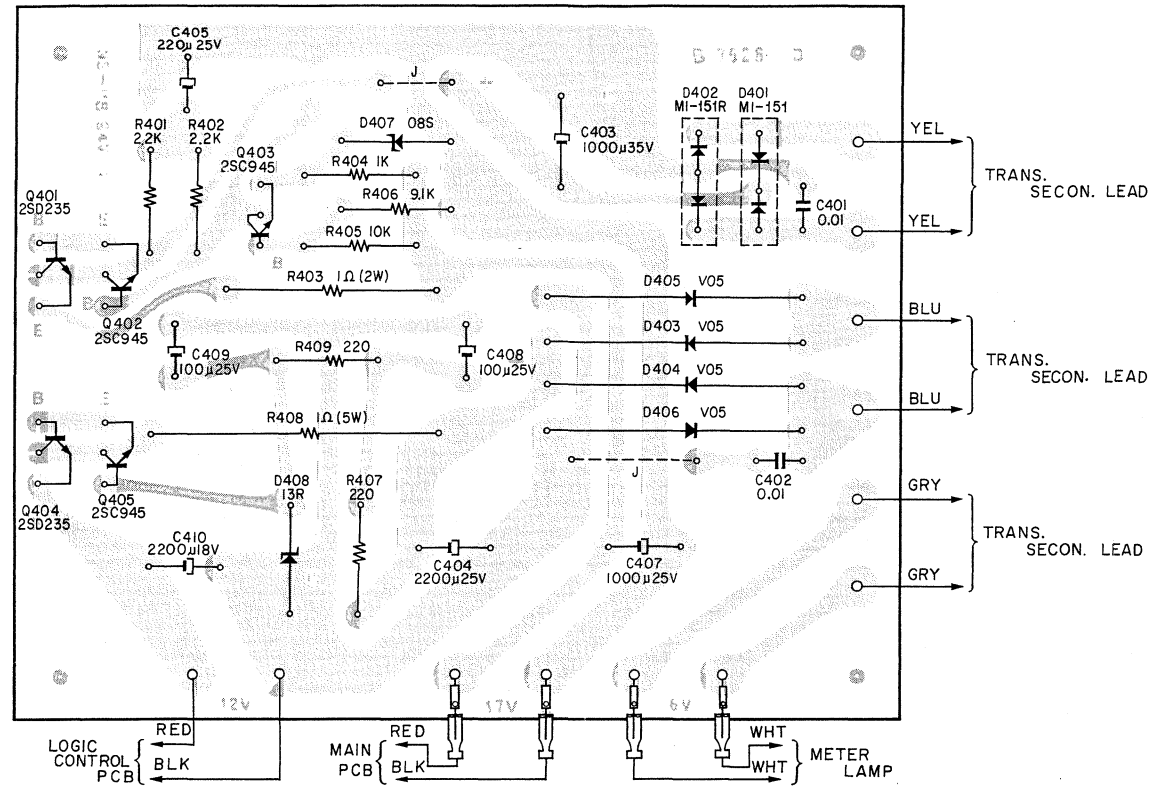 C405
220µ 25V
J
D407 08S
C403
1000µ35V
D402
MI-151R
D401
MI-151
YEL
R401
2.2K
R402
2.2K
Q403
2SC945
R404 1K
R406 9.1K
R405 10K
C401
0.01
TRANS.
SECON. LEAD
YEL
Q401
2SD235
B
E
B
Q402
2SC945
R403 1Ω (2W)
D405 V05
D403 V05
D404 V05
D406 V05
BLU
TRANS.
SECON. LEAD
BLU
C409
100µ25V
R409 220
C408
100µ25V
B
R408 1Ω (5W)
J
C402
0.01
Q404
2SD235
Q405
2SC945
D408
13R
R407
220
GRY
TRANS.
SECON. LEAD
GRY
C410
2200µ18V
C404
2200µ25V
C407
1000µ25V
12V
17V
6V
LOGIC
CONTROL
PCB
RED
BLK
MAIN
PCB
RED
BLK
WHT
WHT
METER
LAMP